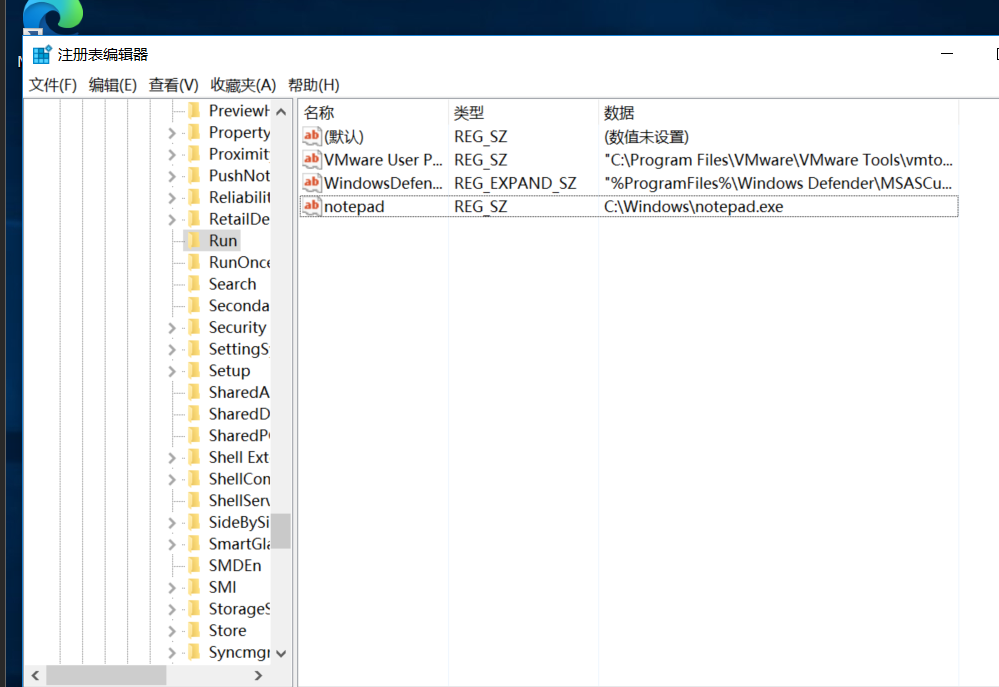 注册表编辑器
文件(F) 编辑(E) 查看(V) 收藏夹(A) 帮助(H)
PreviewH
Property
Proximit
PushNot
Reliabilit
RetailDe
Run
RunOnce
Search
Seconda
Security
SettingSy
Setup
SharedA
SharedD
SharedPC
Shell Ext
ShellCom
ShellServ
SideBySi
SmartGla
SMDEn
SMI
StorageS
Store
Syncmgr
名称 类型 数据
(默认) REG_SZ (数值未设置)
VMware User P... REG_SZ "C:\Program Files\VMware\VMware Tools\vmto...
WindowsDefen... REG_EXPAND_SZ "%ProgramFiles%\Windows Defender\MSASCu...
notepad REG_SZ C:\Windows\notepad.exe